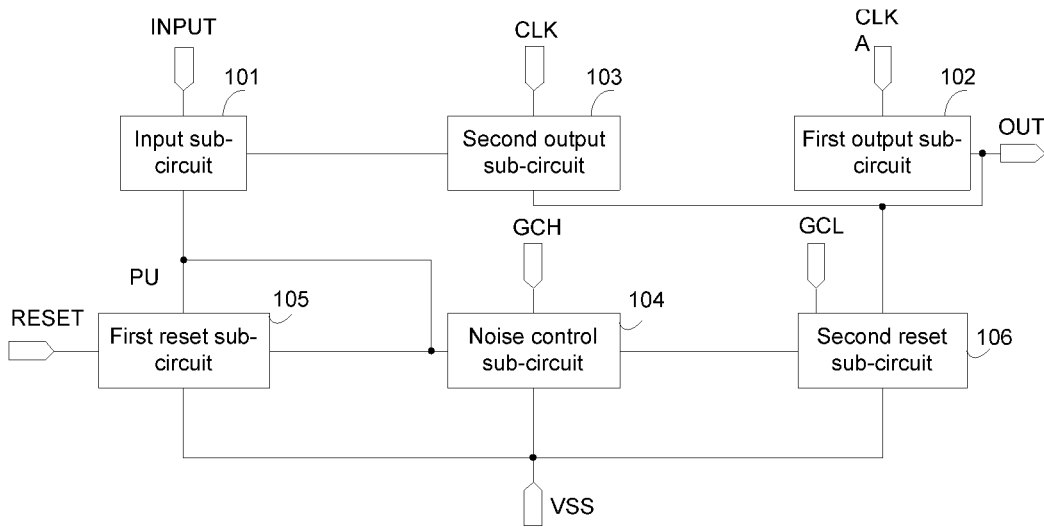 INPUT
CLK
CLK
A
101
103
102
Input sub-
circuit
Second output
sub-circuit
First output sub-
circuit
OUT
GCH
GCL
PU
105
104
RESET
First reset sub-
circuit
Noise control
sub-circuit
Second reset
sub-circuit
106
VSS